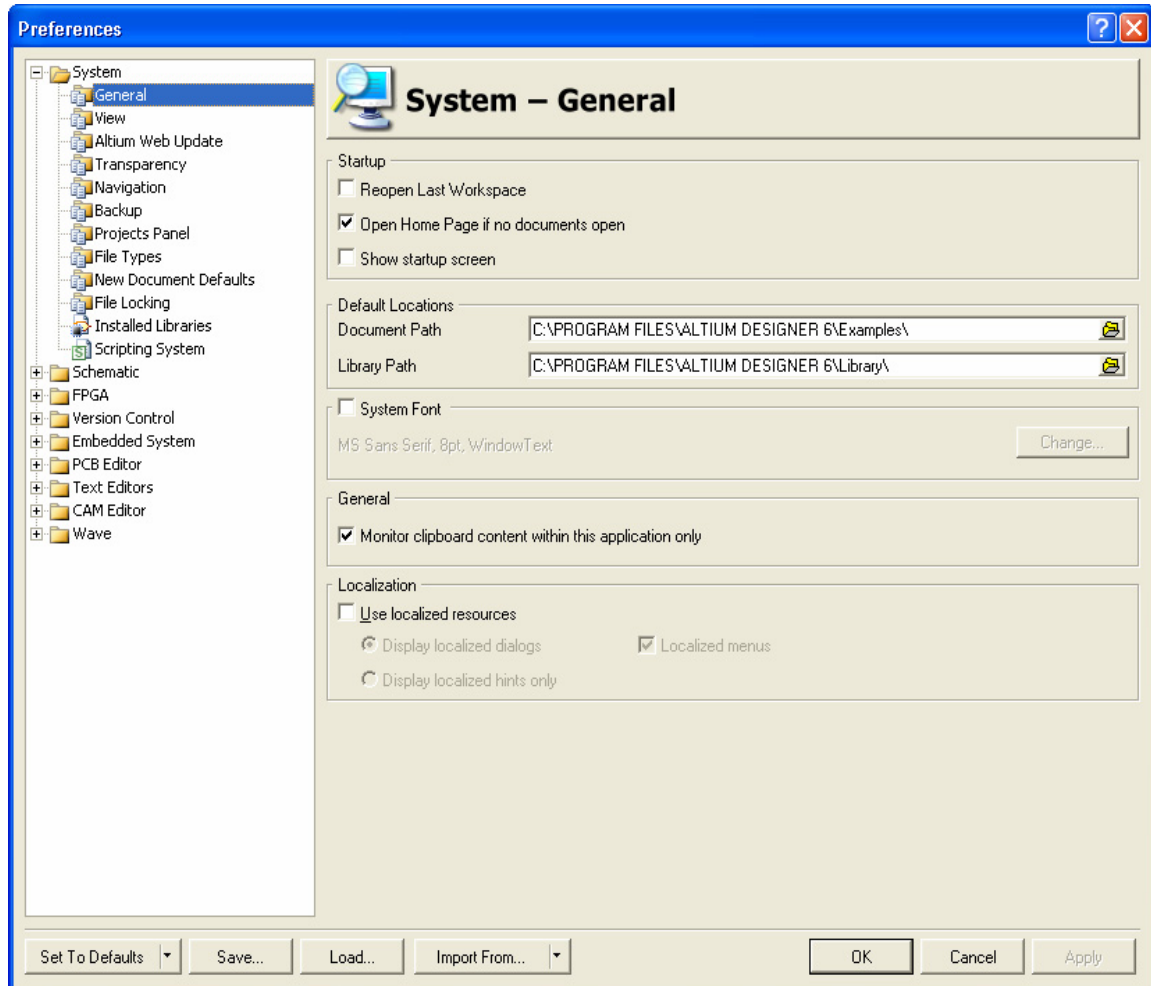 Preferences
System
General
View
Altium Web Update
Transparency
Navigation
Backup
Projects Panel
File Types
New Document Defaults
File Locking
Installed Libraries
Scripting System
Schematic
FPGA
Version Control
Embedded System
PCB Editor
Text Editors
CAM Editor
Wave
System – General
Startup
Reopen Last Workspace
Open Home Page if no documents open
Show startup screen
Default Locations
Document Path C:\PROGRAM FILES\ALTIUM DESIGNER 6\Examples\
Library Path C:\PROGRAM FILES\ALTIUM DESIGNER 6\Library\
System Font
MS Sans Serif, 8pt, WindowText Change...
General
Monitor clipboard content within this application only
Localization
Use localized resources
Display localized dialogs Localized menus
Display localized hints only
Set To Defaults Save... Load... Import From... OK Cancel Apply